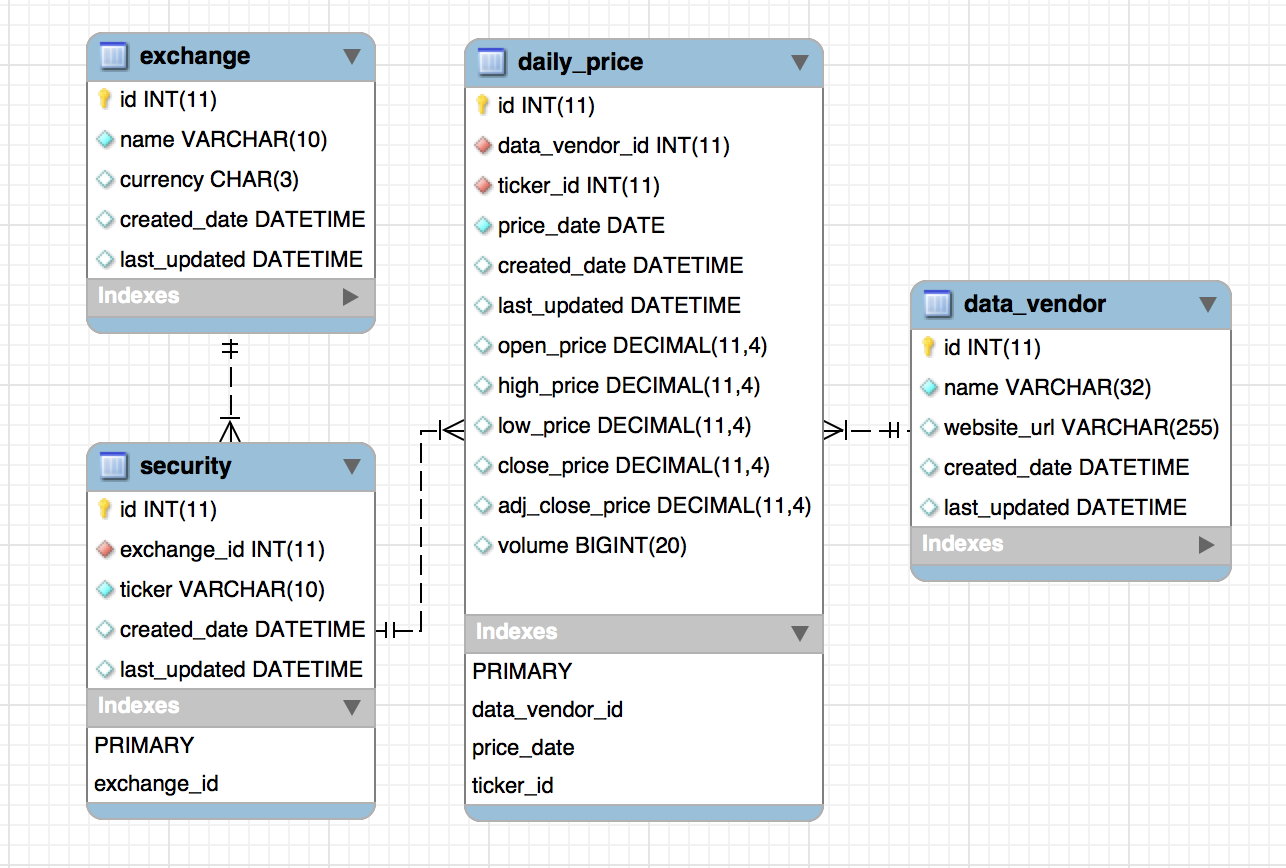 exchange
id INT(11)
name VARCHAR(10)
currency CHAR(3)
created_date DATETIME
last_updated DATETIME
Indexes
security
id INT(11)
exchange_id INT(11)
ticker VARCHAR(10)
created_date DATETIME
last_updated DATETIME
Indexes
PRIMARY
exchange_id
daily_price
id INT(11)
data_vendor_id INT(11)
ticker_id INT(11)
price_date DATE
created_date DATETIME
last_updated DATETIME
open_price DECIMAL(11,4)
high_price DECIMAL(11,4)
low_price DECIMAL(11,4)
close_price DECIMAL(11,4)
adj_close_price DECIMAL(11,4)
volume BIGINT(20)
Indexes
PRIMARY
data_vendor_id
price_date
ticker_id
data_vendor
id INT(11)
name VARCHAR(32)
website_url VARCHAR(255)
created_date DATETIME
last_updated DATETIME
Indexes